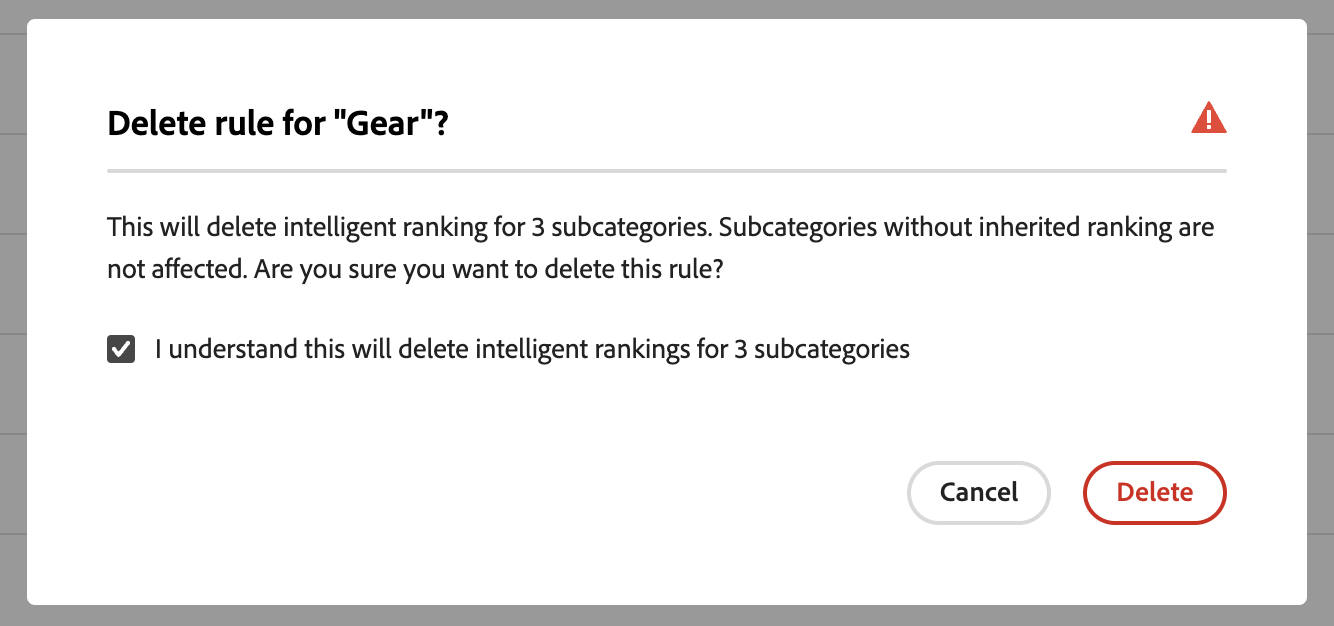 Delete rule for "Gear"?
This will delete intelligent ranking for 3 subcategories. Subcategories without inherited ranking are
not affected. Are you sure you want to delete this rule?
I understand this will delete intelligent rankings for 3 subcategories
Cancel
Delete